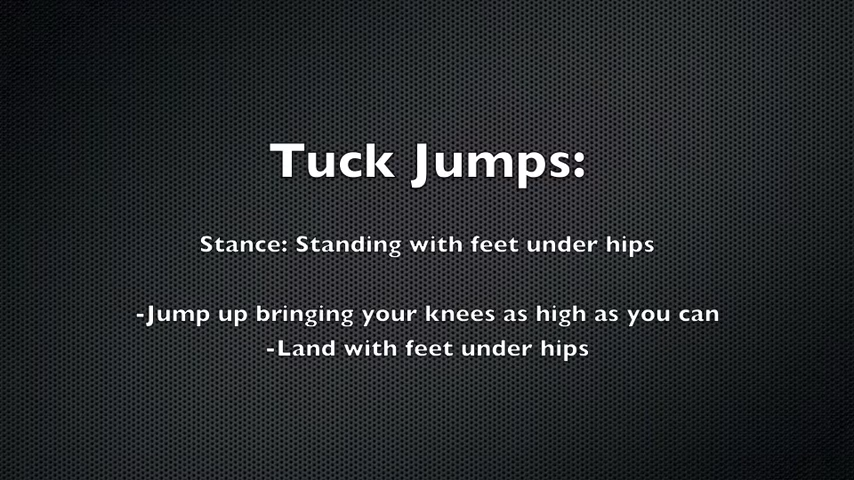 Tuck Jumps:
Stance: Standing with feet under hips
-Jump up bringing your knees as high as you can
-Land with feet under hips